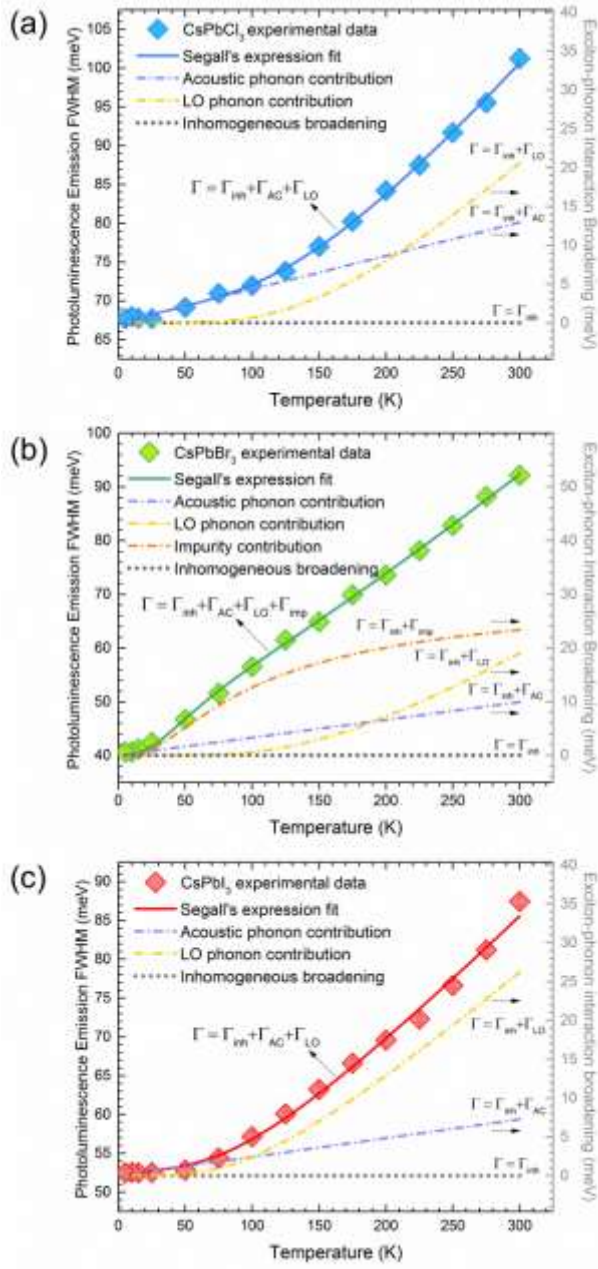 (a)
CsPbCl₃ experimental data
Segall's expression fit
Acoustic phonon contribution
LO phonon contribution
Inhomogeneous broadening
Γ = Γinh+ΓAC+ΓLO
Γ = Γinh+ΓLO
Γ = Γinh+ΓAC
Γ = Γinh
Photoluminescence Emission FWHM (meV)
105
100
95
90
85
80
75
70
65
Exciton-phonon Interaction Broadening (meV)
40
35
30
25
20
15
10
5
0
0 50 100 150 200 250 300
Temperature (K)
(b)
CsPbBr₃ experimental data
Segall's expression fit
Acoustic phonon contribution
LO phonon contribution
Impurity contribution
Inhomogeneous broadening
Γ = Γinh+ΓAC+ΓLO+Γimp
Γ = Γinh+Γimp
Γ = Γinh+ΓLO
Γ = Γinh+ΓAC
Γ = Γinh
Photoluminescence Emission FWHM (meV)
100
90
80
70
60
50
40
Exciton-phonon Interaction Broadening (meV)
50
40
30
20
10
0
0 50 100 150 200 250 300
Temperature (K)
(c)
CsPbI₃ experimental data
Segall's expression fit
Acoustic phonon contribution
LO phonon contribution
Inhomogeneous broadening
Γ = Γinh+ΓAC+ΓLO
Γ = Γinh+ΓLO
Γ = Γinh+ΓAC
Γ = Γinh
Photoluminescence Emission FWHM (meV)
90
85
80
75
70
65
60
55
50
Exciton-phonon interaction broadening (meV)
40
35
30
25
20
15
10
5
0
0 50 100 150 200 250 300
Temperature (K)